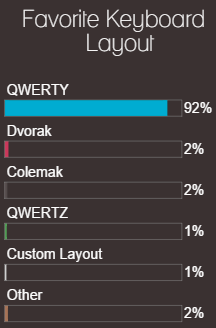 Favorite Keyboard
Layout
QWERTY
92%
Dvorak
2%
Colemak
2%
QWERTZ
1%
Custom Layout
1%
Other
2%